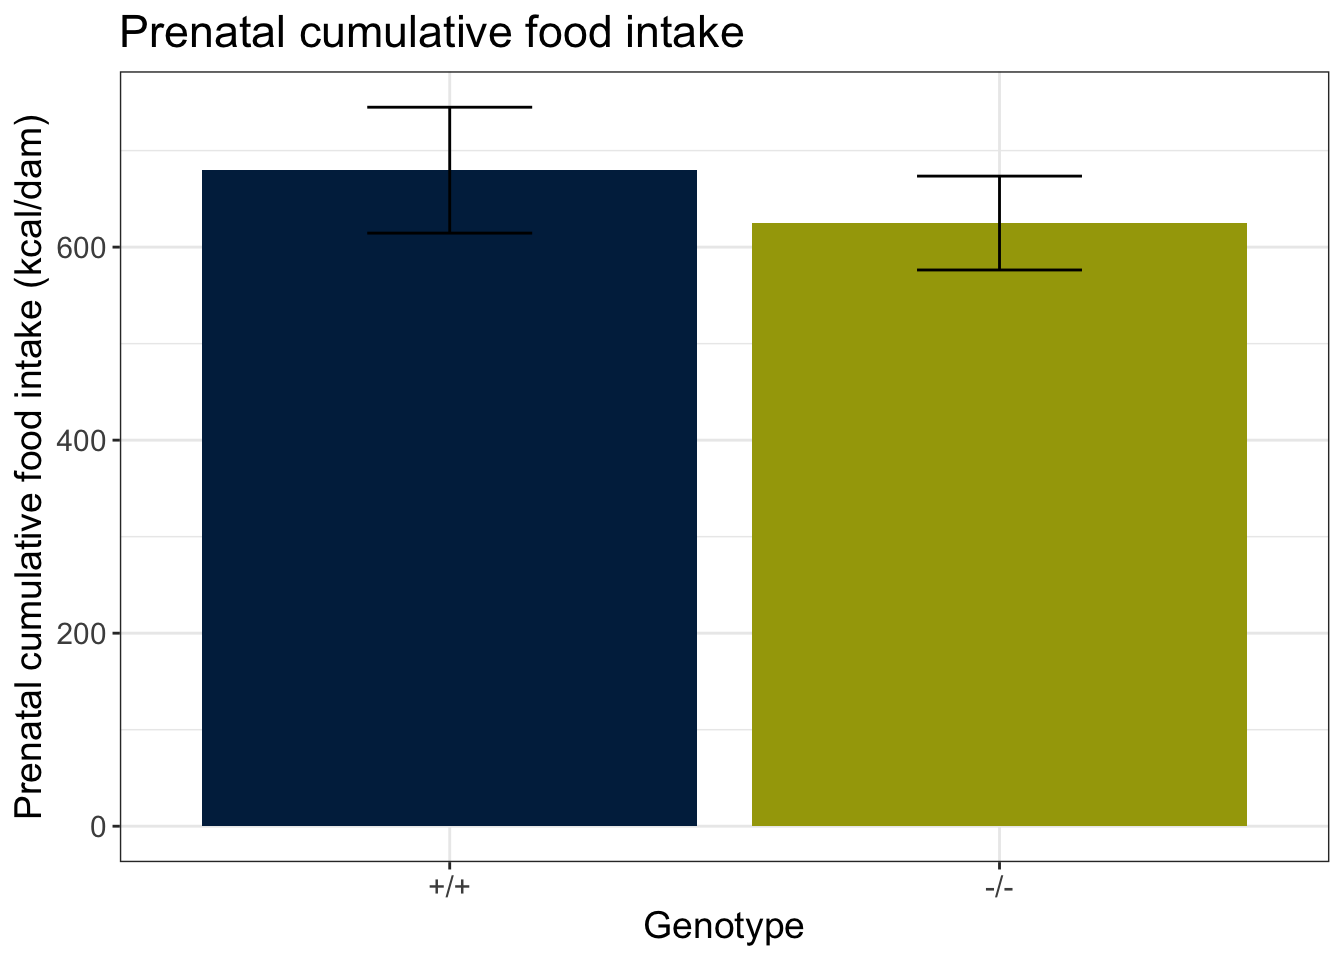 Prenatal cumulative food intake
Prenatal cumulative food intake (kcal/dam)
600
400
200
0
+/+
-/-
Genotype